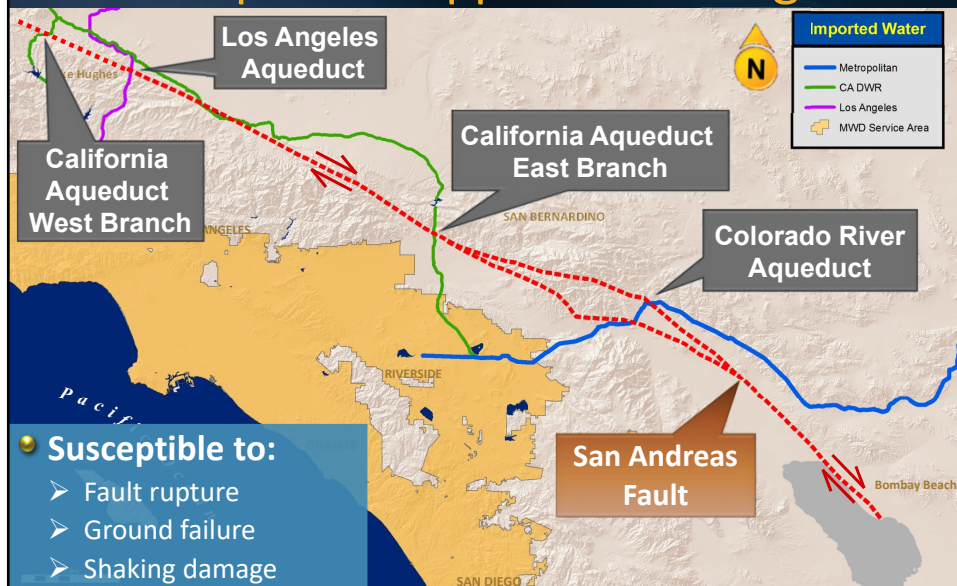 Imported Water
Metropolitan
CA DWR
Los Angeles
MWD Service Area
N
Los Angeles
Aqueduct
Hughes
California
Aqueduct
West Branch
California Aqueduct
East Branch
SAN BERNARDINO
ANGELES
Colorado River
Aqueduct
RIVERSIDE
Pacific
Susceptible to:
Fault rupture
Ground failure
Shaking damage
San Andreas
Fault
Bombay Beach
SAN DIEGO